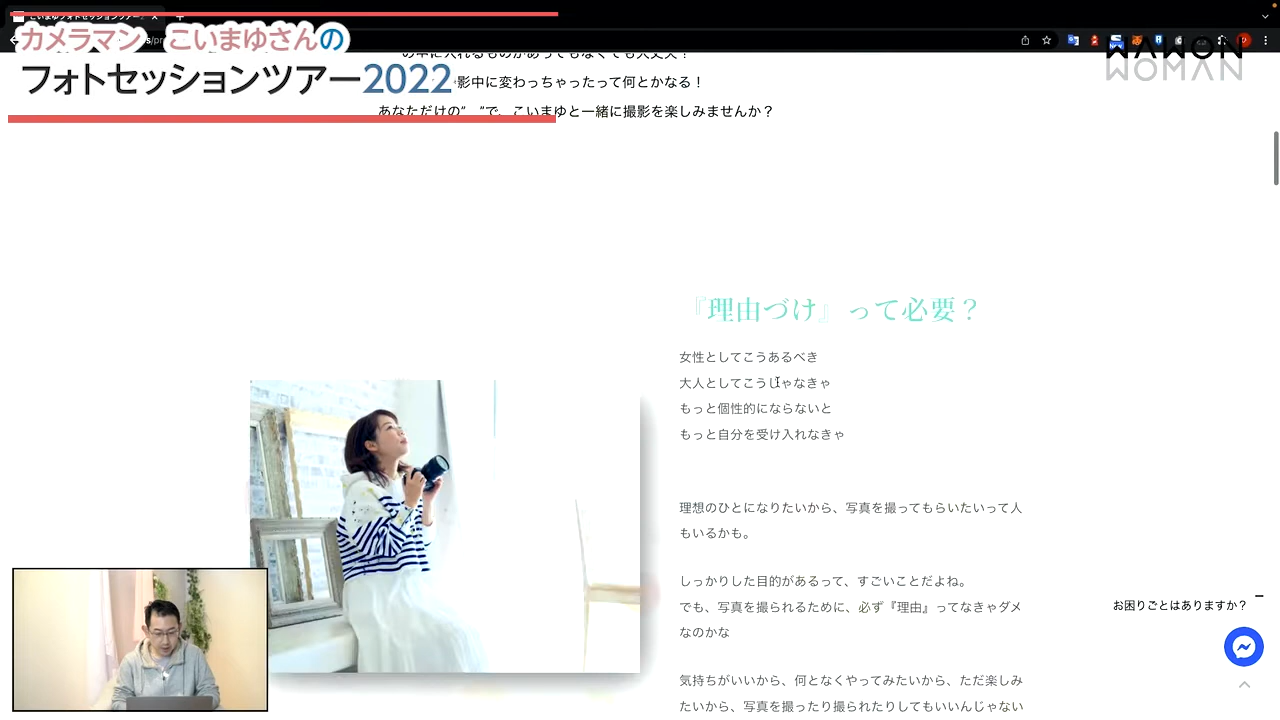 カメラマン こいまゆさんの
フォトセッションツアー2022
WAWON
WOMAN
影中に変わっちゃったって何とかなる！
あなただけの" "で、こいまゆと一緒に撮影を楽しみませんか？
『理由づけ』って必要？
女性としてこうあるべき
大人としてこうじゃなきゃ
もっと個性的にならないと
もっと自分を受け入れなきゃ
理想のひとになりたいから、写真を撮ってもらいたいって人
もいるかも。
しっかりした目的があるって、すごいことだよね。
でも、写真を撮られるために、必ず『理由』ってなきゃダメ
なのかな
気持ちがいいから、何となくやってみたいから、ただ楽しみ
たいから、写真を撮ったり撮られたりしてもいいんじゃない
お困りごとはありますか？